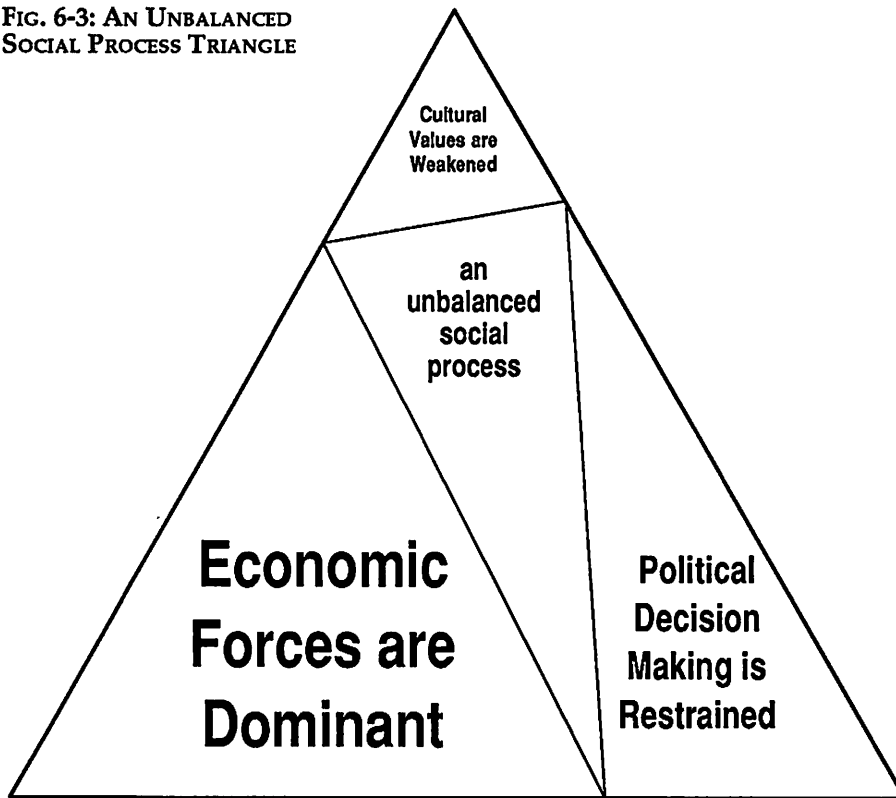 FIG. 6-3: AN UNBALANCED
SOCIAL PROCESS TRIANGLE
Cultural
Values are
Weakened
an
unbalanced
social
process
Economic
Forces are
Dominant
Political
Decision
Making is
Restrained